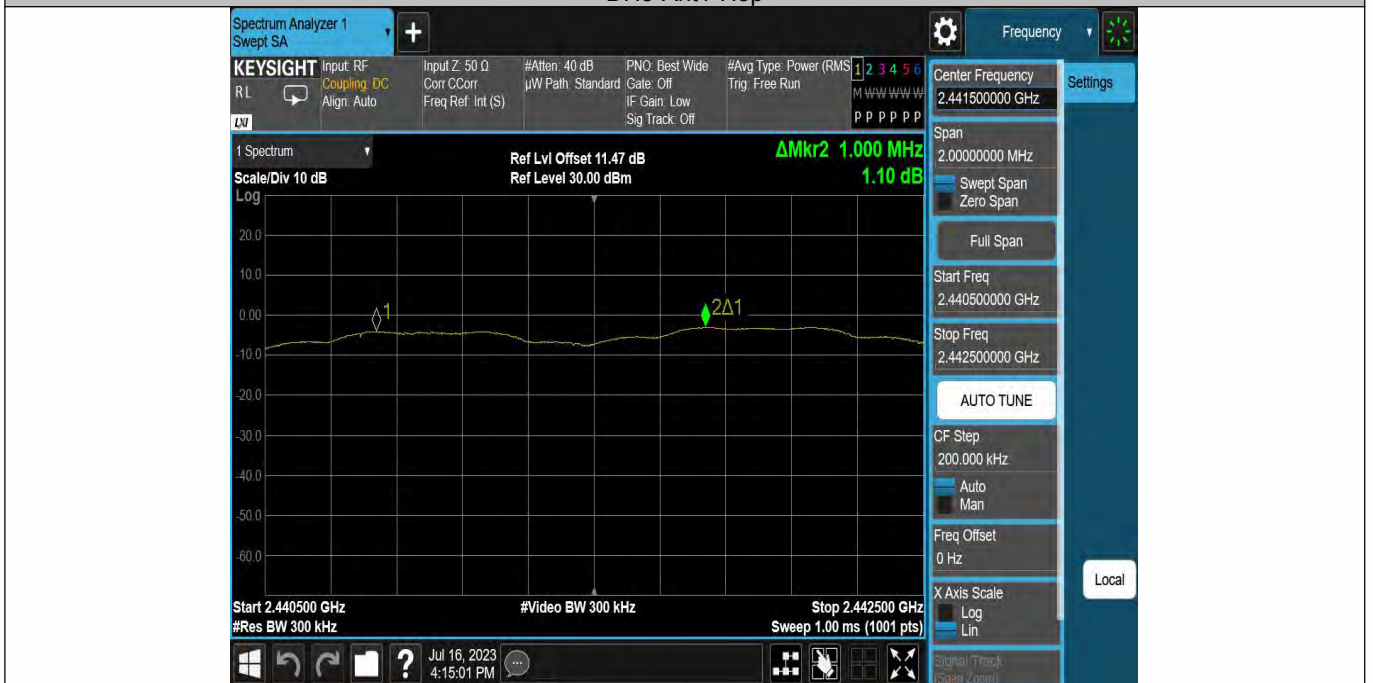 Spectrum Analyzer 1
Swept SA
Frequency
KEYSIGHT
RL
LXI
Input: RF
Coupling: DC
Align: Auto
Input Z: 50 Ω
Corr CCorr
Freq Ref: Int (S)
#Atten: 40 dB
µW Path: Standard
PNO: Best Wide
Gate: Off
IF Gain: Low
Sig Track: Off
#Avg Type: Power (RMS
Trig: Free Run
1 2 3 4 5 6
M W W W W W
P P P P P P
1 Spectrum
Scale/Div 10 dB
Log
Ref Lvl Offset 11.47 dB
Ref Level 30.00 dBm
ΔMkr2 1.000 MHz
1.10 dB
20.0
10.0
0.00
-10.0
-20.0
-30.0
-40.0
-50.0
-60.0
1
2Δ1
Start 2.440500 GHz
#Res BW 300 kHz
#Video BW 300 kHz
Stop 2.442500 GHz
Sweep 1.00 ms (1001 pts)
Jul 16, 2023
4:15:01 PM
Center Frequency
2.441500000 GHz
Settings
Span
2.00000000 MHz
Swept Span
Zero Span
Full Span
Start Freq
2.440500000 GHz
Stop Freq
2.442500000 GHz
AUTO TUNE
CF Step
200.000 kHz
Auto
Man
Freq Offset
0 Hz
X Axis Scale
Log
Lin
Local
Signal Track
(Span Zoom)